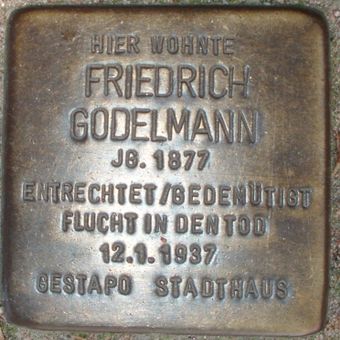 HIER WOHNTE
FRIEDRICH
GODELMANN
JG. 1877
ENTRECHTET/GEDEMÜTIGT
FLUCHT IN DEN TOD
12.1.1937
GESTAPO STADTHAUS